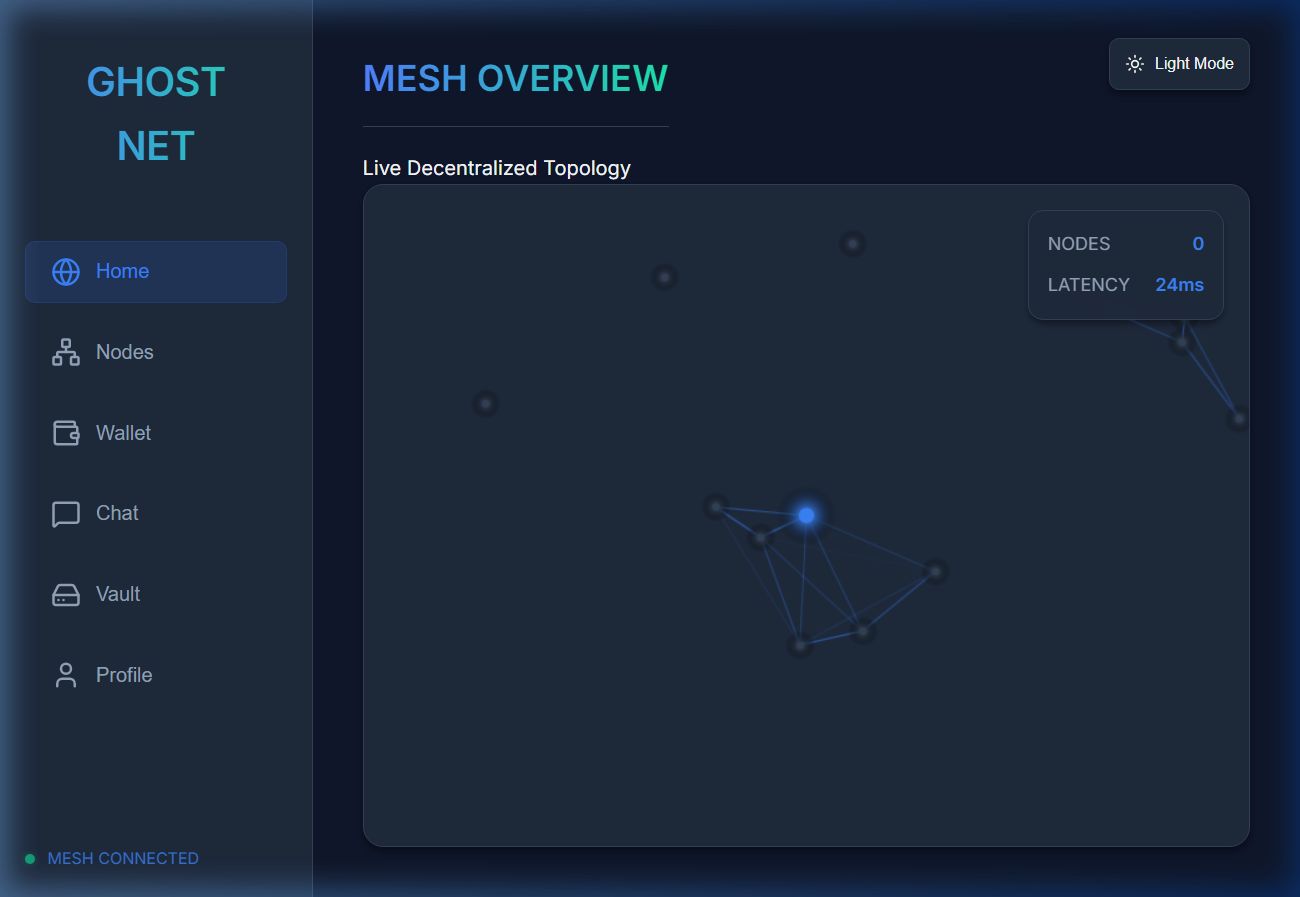 GHOST
NET
Home
Nodes
Wallet
Chat
Vault
Profile
MESH CONNECTED
MESH OVERVIEW
Light Mode
Live Decentralized Topology
NODES 0
LATENCY 24ms